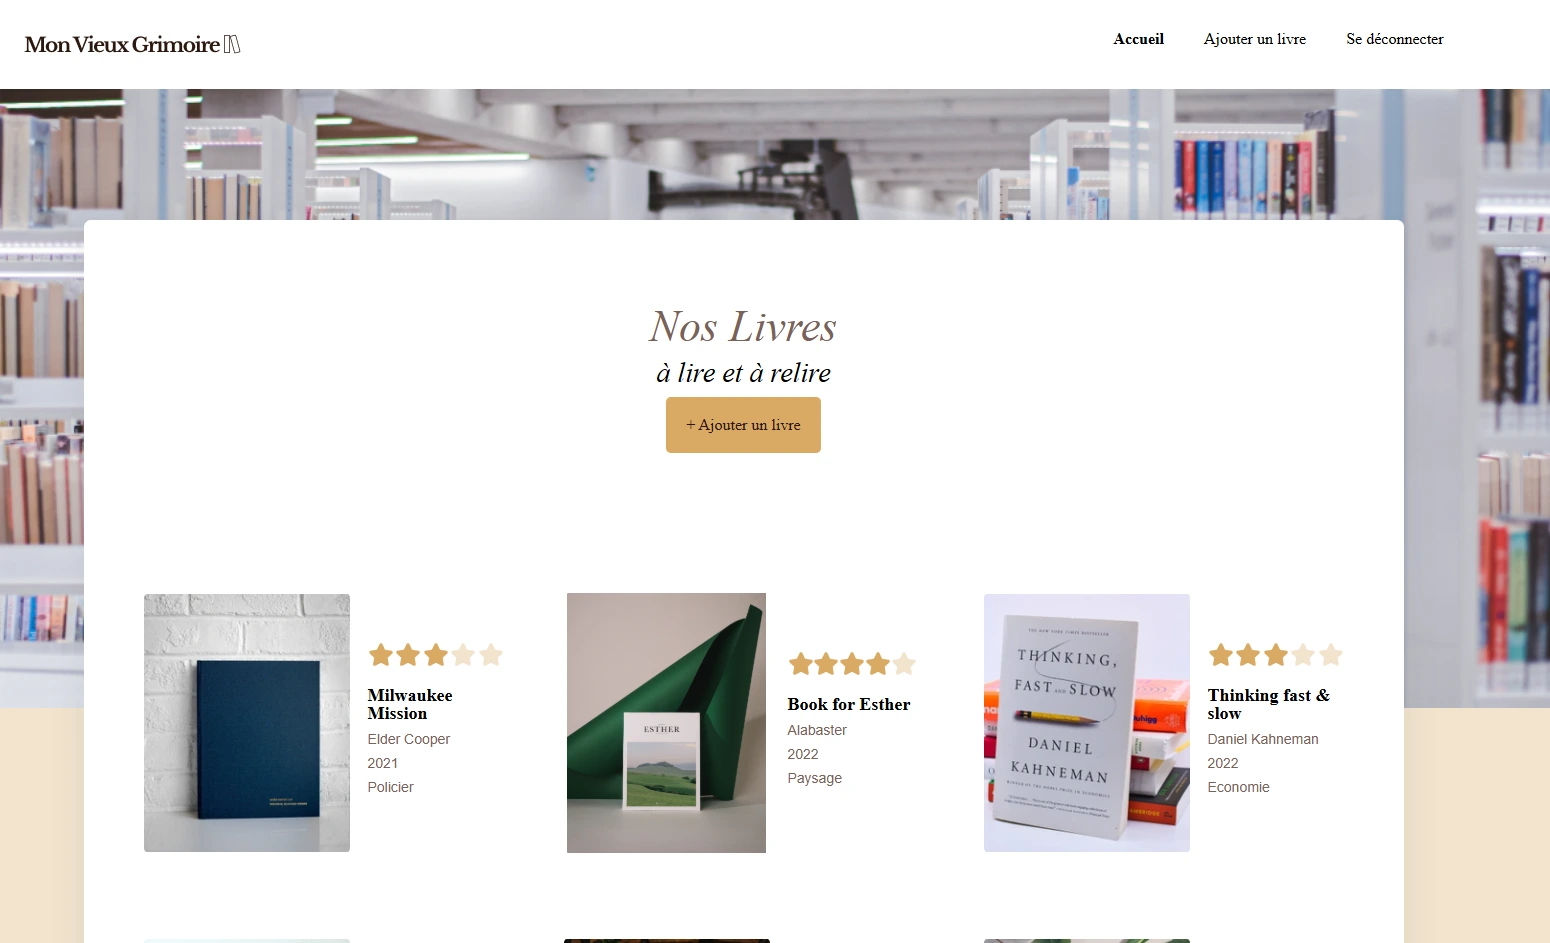 Mon Vieux Grimoire
Accueil
Ajouter un livre
Se déconnecter
Nos Livres
à lire et à relire
+ Ajouter un livre
Milwaukee
Mission
Elder Cooper
2021
Policier
ESTHER
Book for Esther
Alabaster
2022
Paysage
THE NEW YORK TIMES BESTSELLER
THINKING,
FAST AND SLOW
DANIEL
KAHNEMAN
WINNER OF THE NOBEL PRIZE IN ECONOMICS
Thinking fast &
slow
Daniel Kahneman
2022
Economie